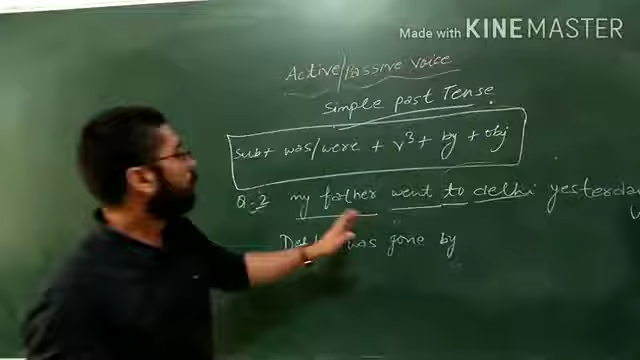 Made with KINEMASTER
Active/Passive Voice
Simple past Tense.
Sub+ was/were + v³ + by + obj
Q.2 my father went to delhi yesterday
was gone by